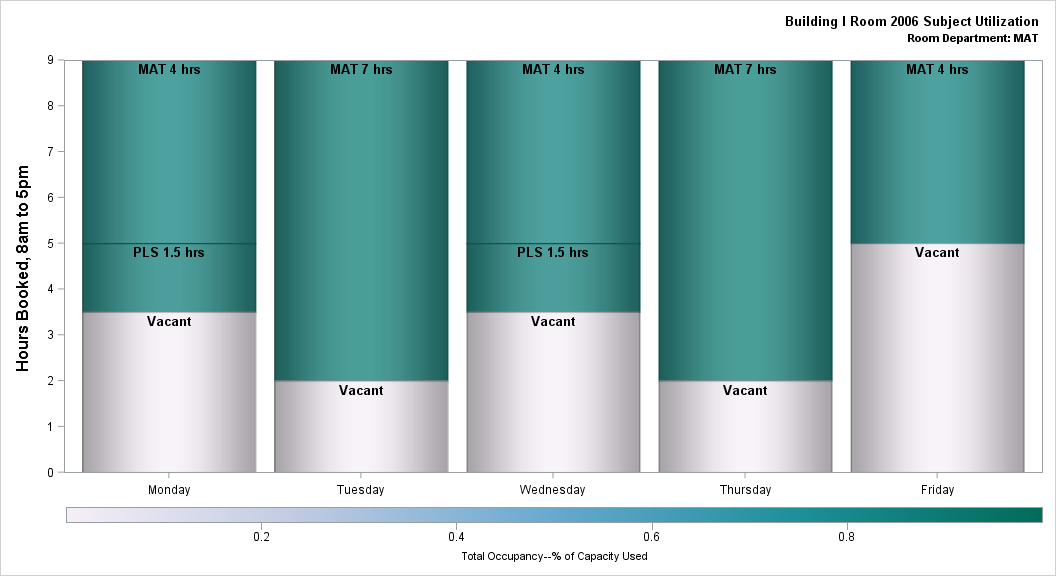 Building I Room 2006 Subject Utilization
Room Department: MAT
Hours Booked, 8am to 5pm
9
8
7
6
5
4
3
2
1
0
MAT 4 hrs
PLS 1.5 hrs
Vacant
MAT 7 hrs
Vacant
MAT 4 hrs
PLS 1.5 hrs
Vacant
MAT 7 hrs
Vacant
MAT 4 hrs
Vacant
Monday
Tuesday
Wednesday
Thursday
Friday
0.2
0.4
0.6
0.8
Total Occupancy--% of Capacity Used